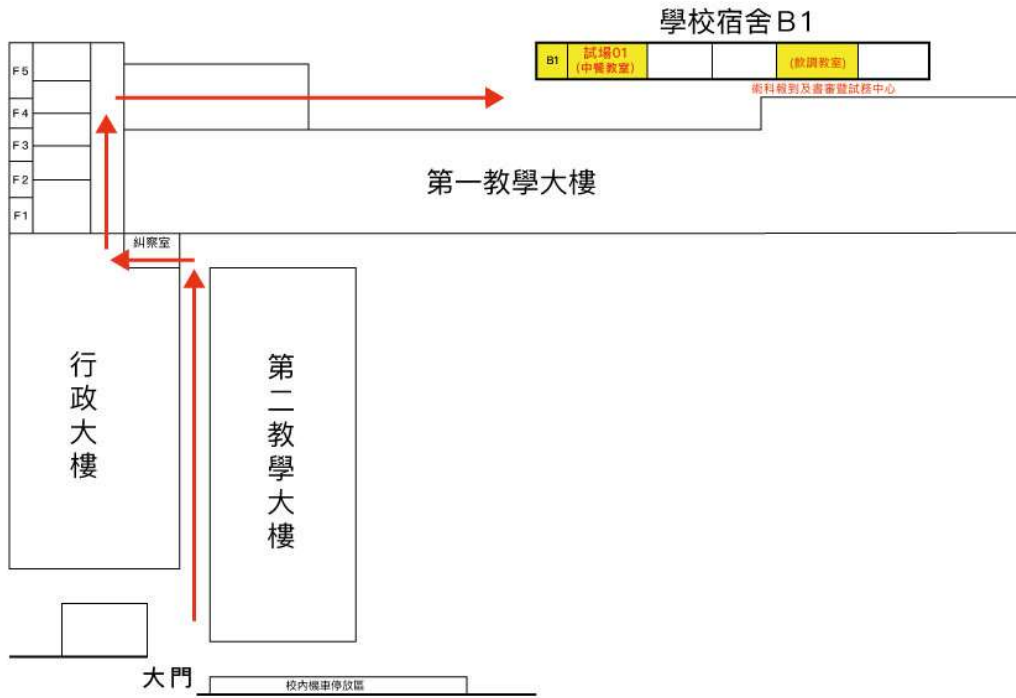 學校宿舍B1
B1
試場01
(中餐教室)
(飲調教室)
術科報到及書審暨試務中心
F5
F4
F3
F2
F1
第一教學大樓
糾察室
行政大樓
第二教學大樓
大門
校內機車停放區